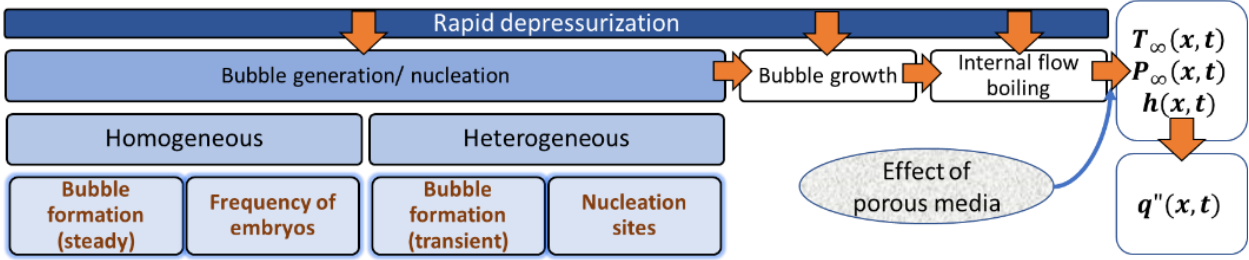 Rapid depressurization
Bubble generation/ nucleation
Bubble growth
Internal flow
boiling
T∞(x, t)
P∞(x, t)
h(x, t)
Homogeneous
Heterogeneous
Bubble
formation
(steady)
Frequency of
embryos
Bubble
formation
(transient)
Nucleation
sites
Effect of
porous media
q"(x, t)